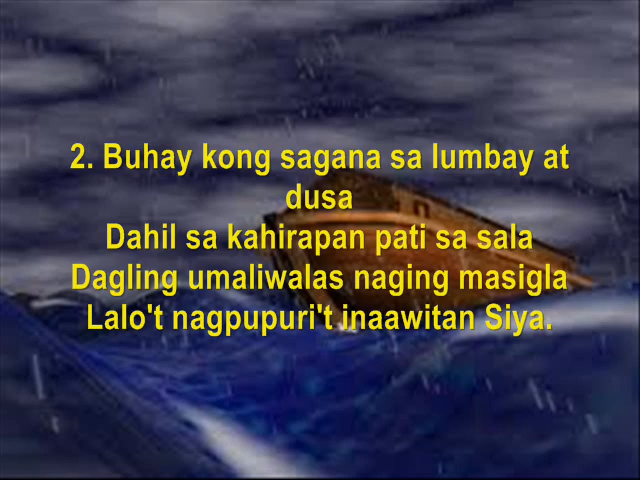 2. Buhay kong sagana sa lumbay at
dusa
Dahil sa kahirapan pati sa sala
Dagling umaliwalas naging masigla
Lalo't nagpupuri't inaawitan Siya.